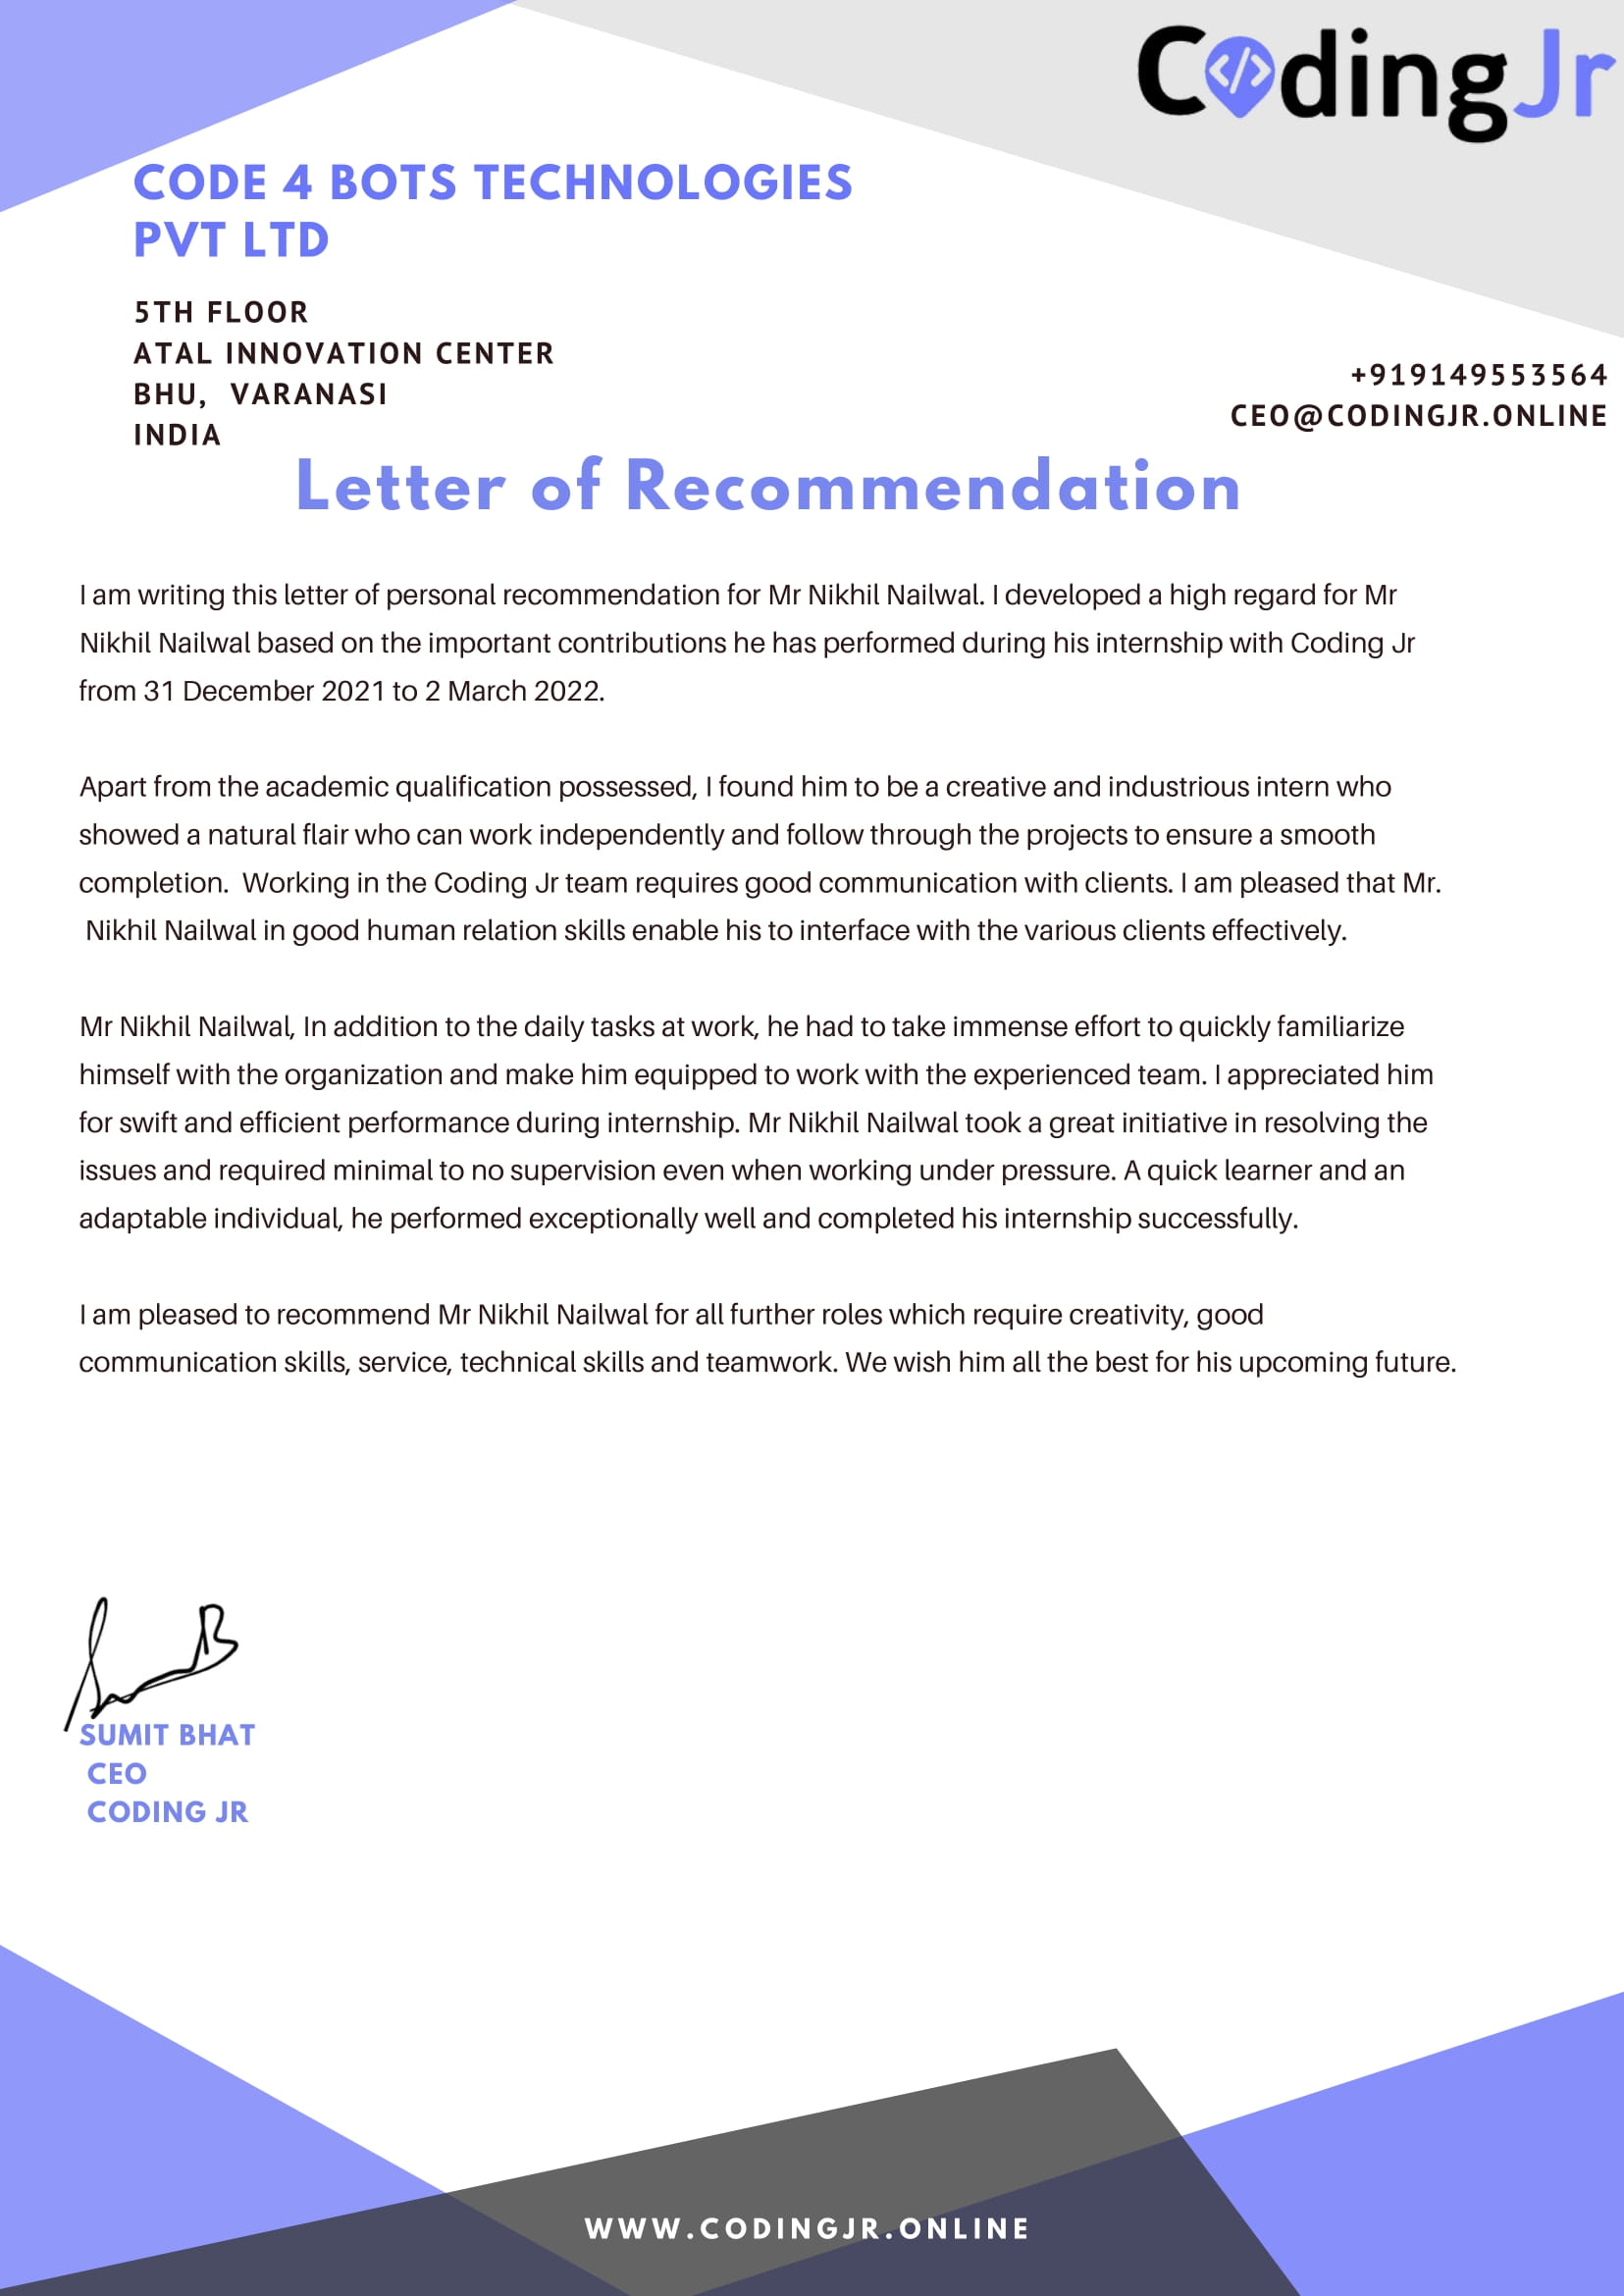 CodingJr
CODE 4 BOTS TECHNOLOGIES
PVT LTD
5TH FLOOR
ATAL INNOVATION CENTER
BHU,  VARANASI
INDIA
+919149553564
CEO@CODINGJR.ONLINE
Letter of Recommendation
I am writing this letter of personal recommendation for Mr Nikhil Nailwal. I developed a high regard for Mr
Nikhil Nailwal based on the important contributions he has performed during his internship with Coding Jr
from 31 December 2021 to 2 March 2022.
Apart from the academic qualification possessed, I found him to be a creative and industrious intern who
showed a natural flair who can work independently and follow through the projects to ensure a smooth
completion.  Working in the Coding Jr team requires good communication with clients. I am pleased that Mr.
Nikhil Nailwal in good human relation skills enable his to interface with the various clients effectively.
Mr Nikhil Nailwal, In addition to the daily tasks at work, he had to take immense effort to quickly familiarize
himself with the organization and make him equipped to work with the experienced team. I appreciated him
for swift and efficient performance during internship. Mr Nikhil Nailwal took a great initiative in resolving the
issues and required minimal to no supervision even when working under pressure. A quick learner and an
adaptable individual, he performed exceptionally well and completed his internship successfully.
I am pleased to recommend Mr Nikhil Nailwal for all further roles which require creativity, good
communication skills, service, technical skills and teamwork. We wish him all the best for his upcoming future.
SUMIT BHAT
CEO
CODING JR
WWW.CODINGJR.ONLINE